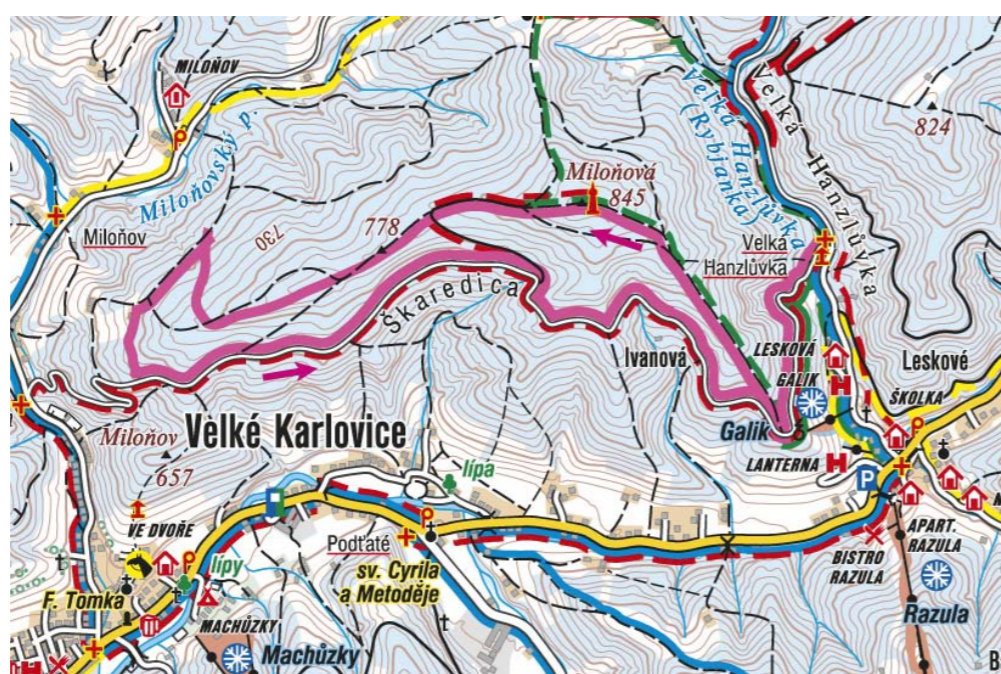 MILOŇOV
P
Miloňovský p.
Velká Hanzlůvka
(Rybjanka)
Velká Hanzlůvka
824
Miloňová
845
Miloňov
730
778
Velká
Hanzlůvka
Škaredica
Ivanová
LESKOVÁ
H
GALIK
Leskové
ŠKOLKA
P
Galik
LANTERNA
H
P
Miloňov
657
Velké Karlovice
lípa
P
VE DVOŘE
P
lípy
F. Tomka
MACHŮZKY
Machůzky
H
Podťaté
sv. Cyrila
a Metoděje
BISTRO
RAZULA
APART.
RAZULA
Razula
B